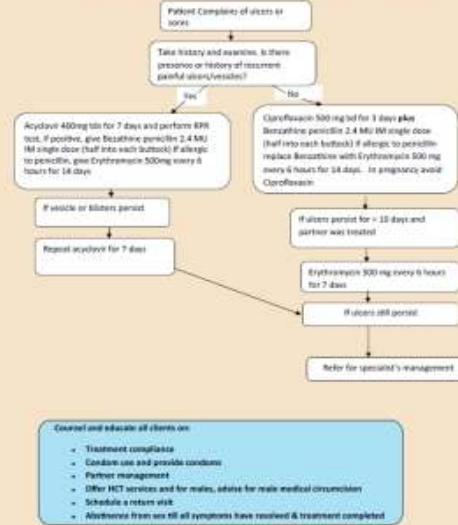 Patient Complains of ulcers or
sores
Take history and examine. Is there
presence or history of recurrent
painful ulcers/vesicles?
Yes
No
Acyclovir 400mg tds for 7 days and perform RPR
test, if positive, give Bezathine penicillin 2.4 MU
IM single dose (half into each buttock) If allergic
to penicillin, give Erythromycin 500mg every 6
hours for 14 days
Ciprofloxacin 500 mg bd for 3 days plus
Benzathine penicillin 2.4 MU
IM single dose
(half into each buttock) if allergic to penicillin
replace Benzathine with Erythromycin 500 mg
every 6 hours for 14 days. In pregnancy avoid
Ciprofloxacin
If vesicle or blisters persist
Repeat acyclovir for 7 days
If ulcers persist for > 10 days and
partner was treated
Erythromycin 500 mg every 6 hours
for 7 days
If ulcers still persist
Refer for specialist's management
Counsel and educate all clients on:
• Treatment compliance
• Condom use and provide condoms
• Partner management
• Offer HCT services and for males, advise for male medical circumcision
• Schedule a return visit
• Abstinence from sex till all symptoms have resolved & treatment completed